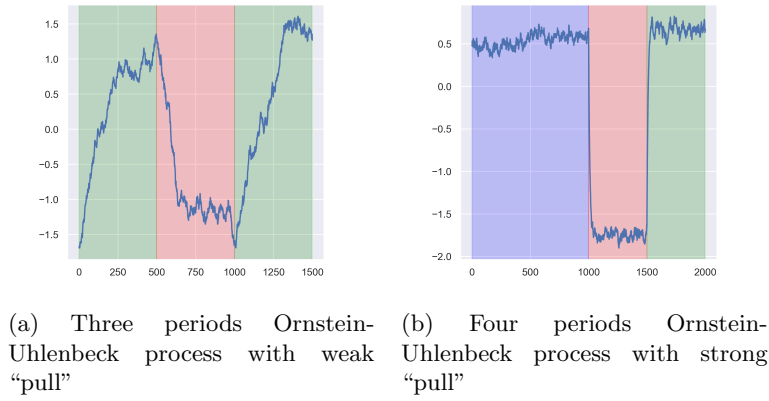 1.5
1.0
0.5
0.0
−0.5
−1.0
−1.5
0 250 500 750 1000 1250 1500
0.5
0.0
−0.5
−1.0
−1.5
−2.0
0 500 1000 1500 2000
(a) Three periods Ornstein-
Uhlenbeck process with weak
“pull”
(b) Four periods Ornstein-
Uhlenbeck process with strong
“pull”